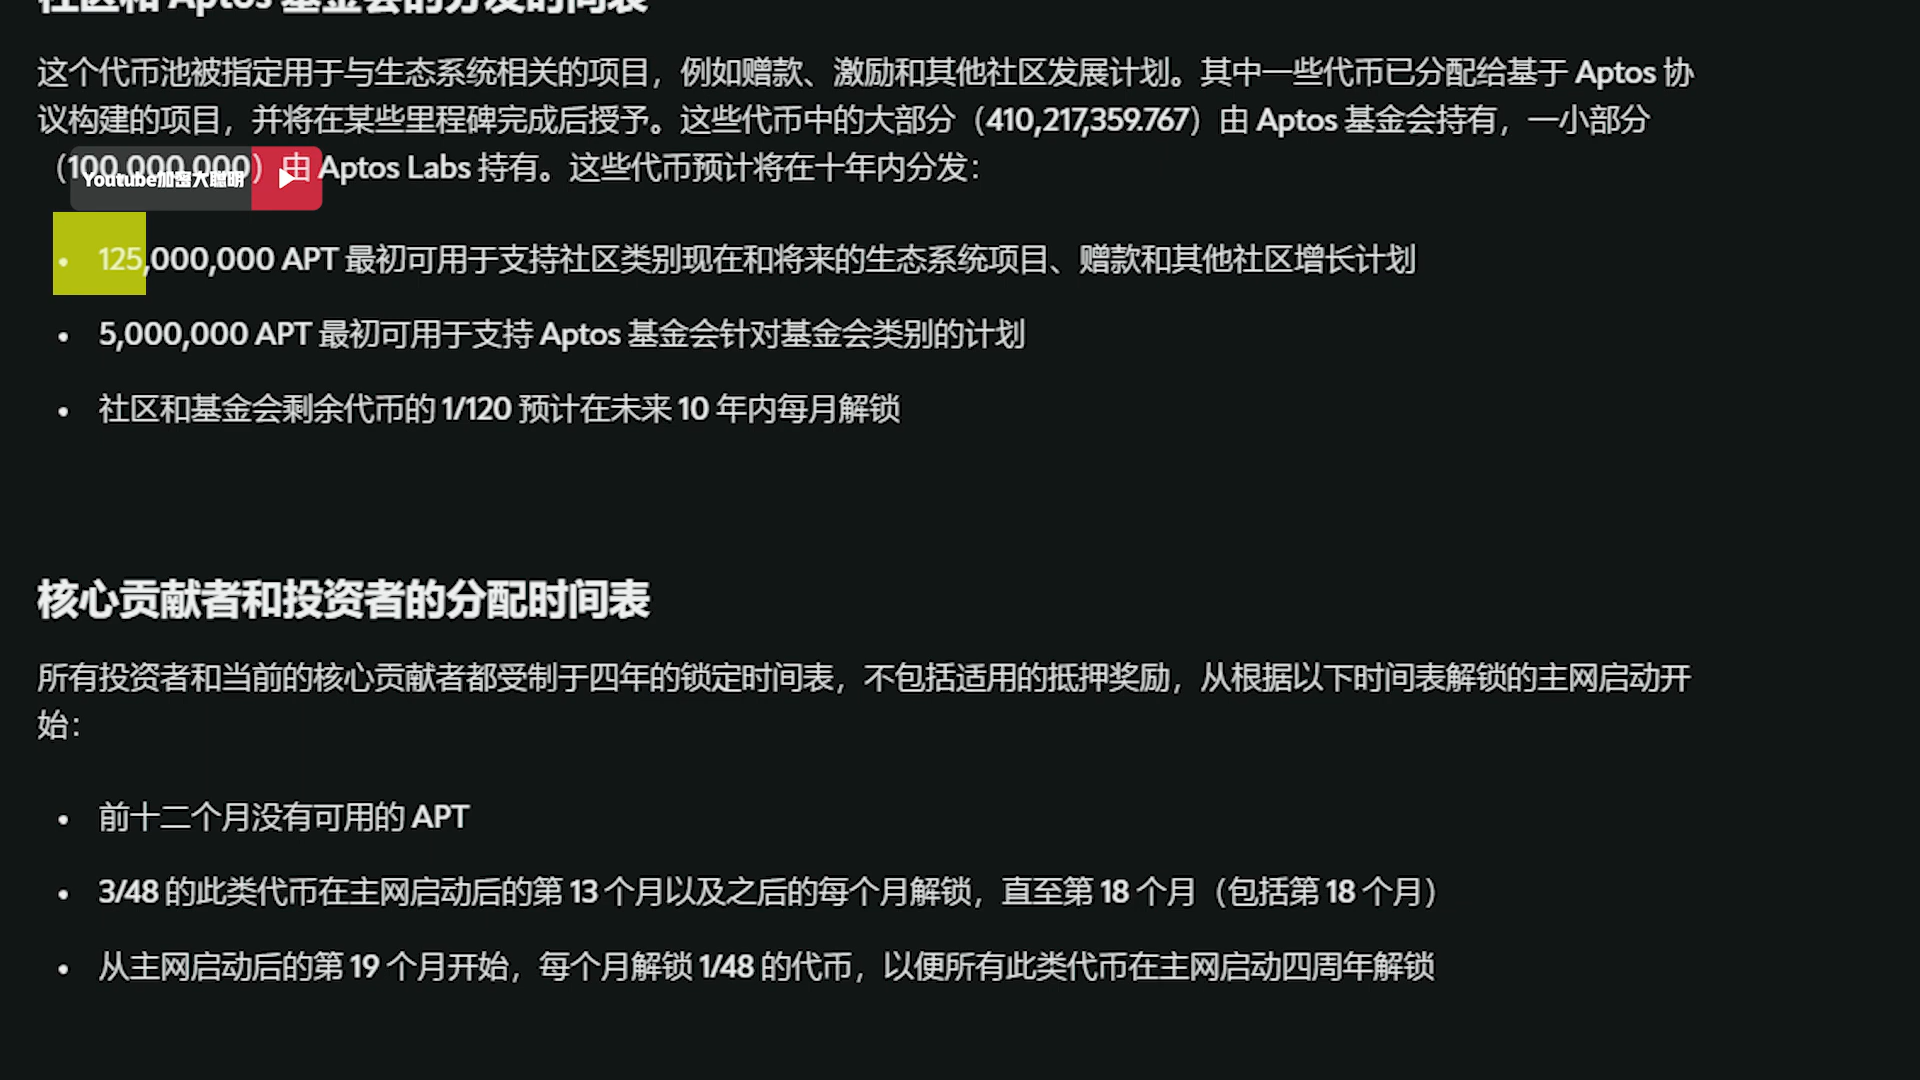 社区和 Aptos 基金会的分发时间表
这个代币池被指定用于与生态系统相关的项目，例如赠款、激励和其他社区发展计划。其中一些代币已分配给基于 Aptos 协
议构建的项目，并将在某些里程碑完成后授予。这些代币中的大部分（410,217,359.767）由 Aptos 基金会持有，一小部分
（100,000,000）由 Aptos Labs 持有。这些代币预计将在十年内分发：
Youtube加密大聪明
• 125,000,000 APT 最初可用于支持社区类别现在和将来的生态系统项目、赠款和其他社区增长计划
• 5,000,000 APT 最初可用于支持 Aptos 基金会针对基金会类别的计划
• 社区和基金会剩余代币的 1/120 预计在未来 10 年内每月解锁
核心贡献者和投资者的分配时间表
所有投资者和当前的核心贡献者都受制于四年的锁定时间表，不包括适用的抵押奖励，从根据以下时间表解锁的主网启动开
始：
• 前十二个月没有可用的 APT
• 3/48 的此类代币在主网启动后的第 13 个月以及之后的每个月解锁，直至第 18 个月（包括第 18 个月）
• 从主网启动后的第 19 个月开始，每个月解锁 1/48 的代币，以便所有此类代币在主网启动四周年解锁